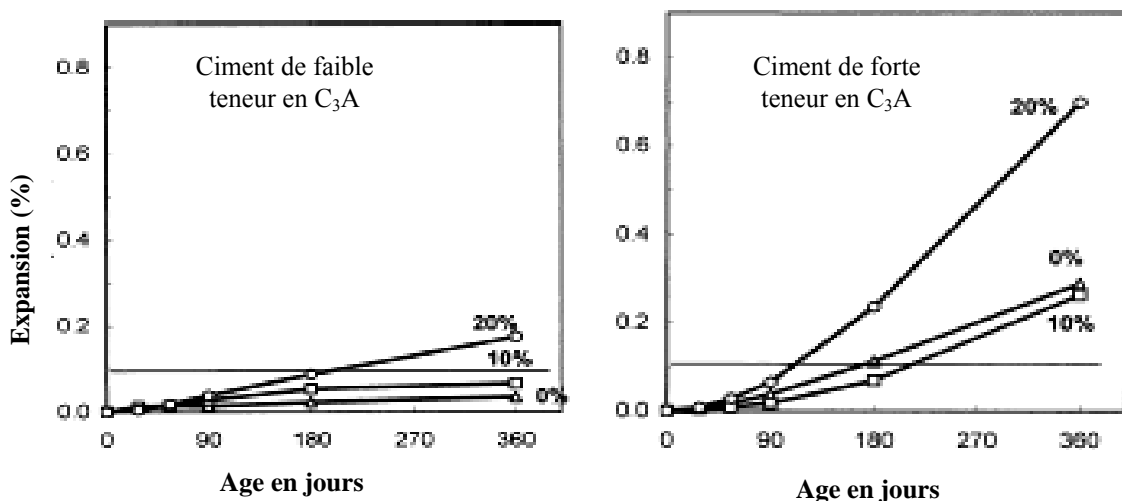 Ciment de faible
teneur en C₃A
Expansion (%)
0.8
0.6
0.4
0.2
0.0
20%
10%
0%
0 90 180 270 360
Age en jours
Ciment de forte
teneur en C₃A
0.8
0.6
0.4
0.2
0.0
20%
0%
10%
0 90 180 270 360
Age en jours